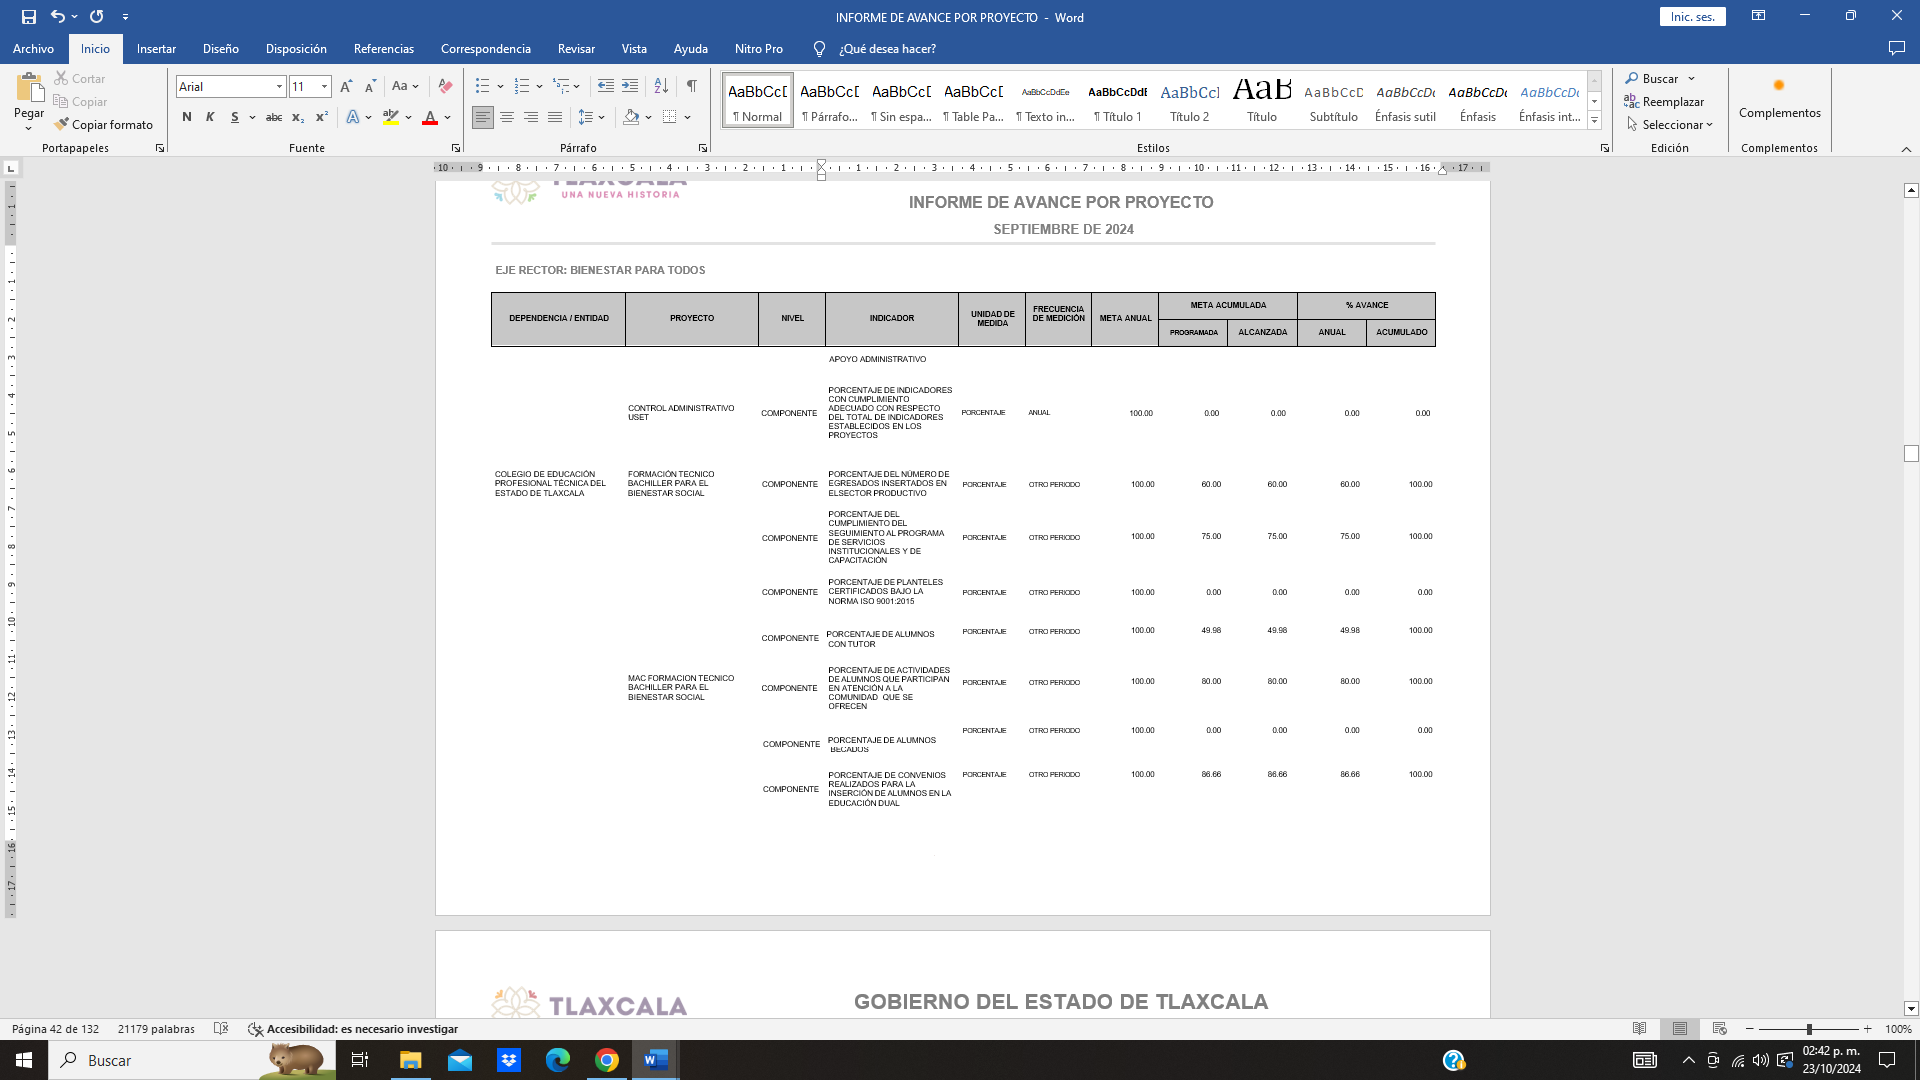 INFORME DE AVANCE POR PROYECTO - Word
Inic. ses.
Archivo Inicio Insertar Diseño Disposición Referencias Correspondencia Revisar Vista Ayuda Nitro Pro ¿Qué desea hacer?
Pegar
Cortar
Copiar
Copiar formato
Portapapeles
Arial 11
Fuente
Párrafo
AaBbCcDdEe
¶ Normal ¶ Párrafo... ¶ Sin espa... ¶ Table Pa... ¶ Texto in... ¶ Título 1 Título 2 Título Subtítulo Énfasis sutil Énfasis Énfasis int...
Estilos
Buscar
Reemplazar
Seleccionar
Edición
Complementos
Complementos
UNA NUEVA HISTORIA
INFORME DE AVANCE POR PROYECTO
SEPTIEMBRE DE 2024
EJE RECTOR: BIENESTAR PARA TODOS
DEPENDENCIA / ENTIDAD PROYECTO NIVEL INDICADOR UNIDAD DE MEDIDA FRECUENCIA DE MEDICIÓN META ANUAL META ACUMULADA % AVANCE
PROGRAMADA ALCANZADA ANUAL ACUMULADO
APOYO ADMINISTRATIVO
CONTROL ADMINISTRATIVO
USET
COMPONENTE
PORCENTAJE DE INDICADORES
CON CUMPLIMIENTO
ADECUADO CON RESPECTO
DEL TOTAL DE INDICADORES
ESTABLECIDOS EN LOS
PROYECTOS
PORCENTAJE ANUAL 100.00 0.00 0.00 0.00 0.00
COLEGIO DE EDUCACIÓN
PROFESIONAL TÉCNICA DEL
ESTADO DE TLAXCALA
FORMACIÓN TECNICO
BACHILLER PARA EL
BIENESTAR SOCIAL
COMPONENTE
PORCENTAJE DEL NÚMERO DE
EGRESADOS INSERTADOS EN
ELSECTOR PRODUCTIVO
PORCENTAJE OTRO PERIODO 100.00 60.00 60.00 60.00 100.00
COMPONENTE
PORCENTAJE DEL
CUMPLIMIENTO DEL
SEGUIMIENTO AL PROGRAMA
DE SERVICIOS
INSTITUCIONALES Y DE
CAPACITACIÓN
PORCENTAJE OTRO PERIODO 100.00 75.00 75.00 75.00 100.00
COMPONENTE
PORCENTAJE DE PLANTELES
CERTIFICADOS BAJO LA
NORMA ISO 9001:2015
PORCENTAJE OTRO PERIODO 100.00 0.00 0.00 0.00 0.00
COMPONENTE
PORCENTAJE DE ALUMNOS
CON TUTOR
PORCENTAJE OTRO PERIODO 100.00 49.98 49.98 49.98 100.00
MAC FORMACION TECNICO
BACHILLER PARA EL
BIENESTAR SOCIAL
COMPONENTE
PORCENTAJE DE ACTIVIDADES
DE ALUMNOS QUE PARTICIPAN
EN ATENCIÓN A LA
COMUNIDAD QUE SE
OFRECEN
PORCENTAJE OTRO PERIODO 100.00 80.00 80.00 80.00 100.00
COMPONENTE
PORCENTAJE DE ALUMNOS
BECADOS
PORCENTAJE OTRO PERIODO 100.00 0.00 0.00 0.00 0.00
COMPONENTE
PORCENTAJE DE CONVENIOS
REALIZADOS PARA LA
INSERCIÓN DE ALUMNOS EN LA
EDUCACIÓN DUAL
PORCENTAJE OTRO PERIODO 100.00 86.66 86.66 86.66 100.00
TLAXCALA
GOBIERNO DEL ESTADO DE TLAXCALA
Página 42 de 132 21179 palabras Accesibilidad: es necesario investigar 100%
Buscar
02:42 p. m.
23/10/2024